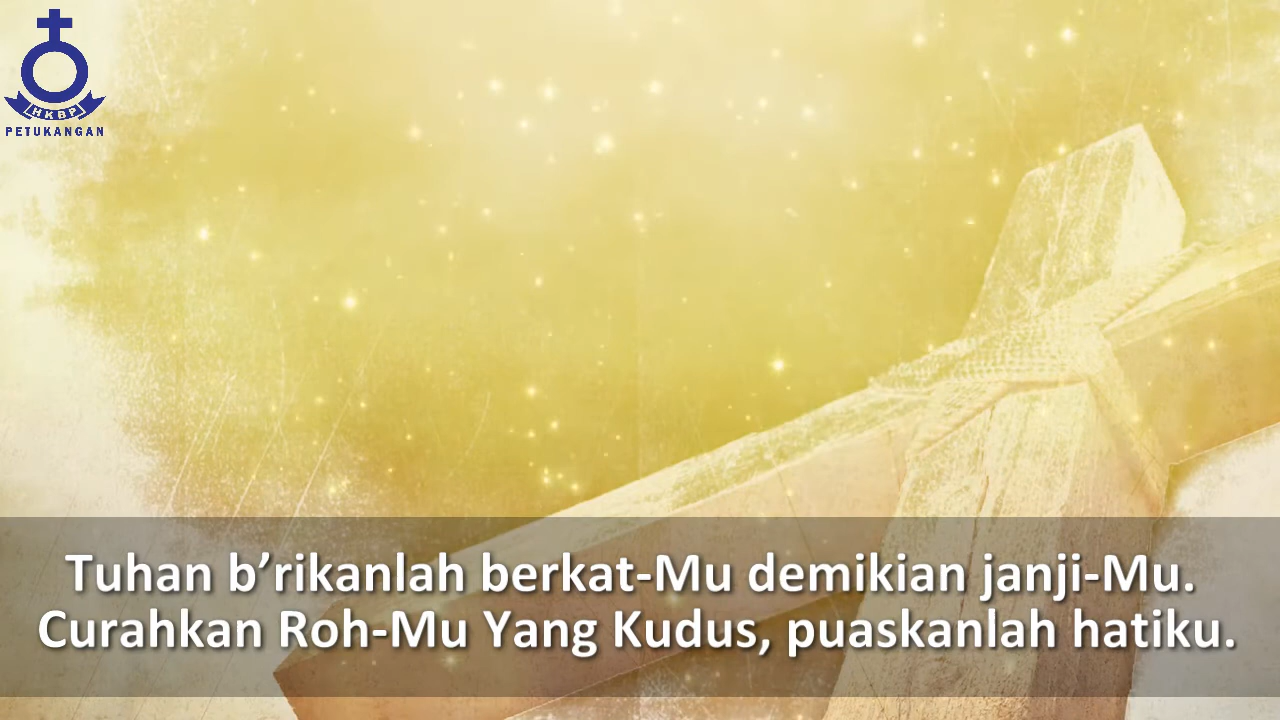 HKBP
PETUKANGAN
Tuhan b’rikanlah berkat-Mu demikian janji-Mu.
Curahkan Roh-Mu Yang Kudus, puaskanlah hatiku.